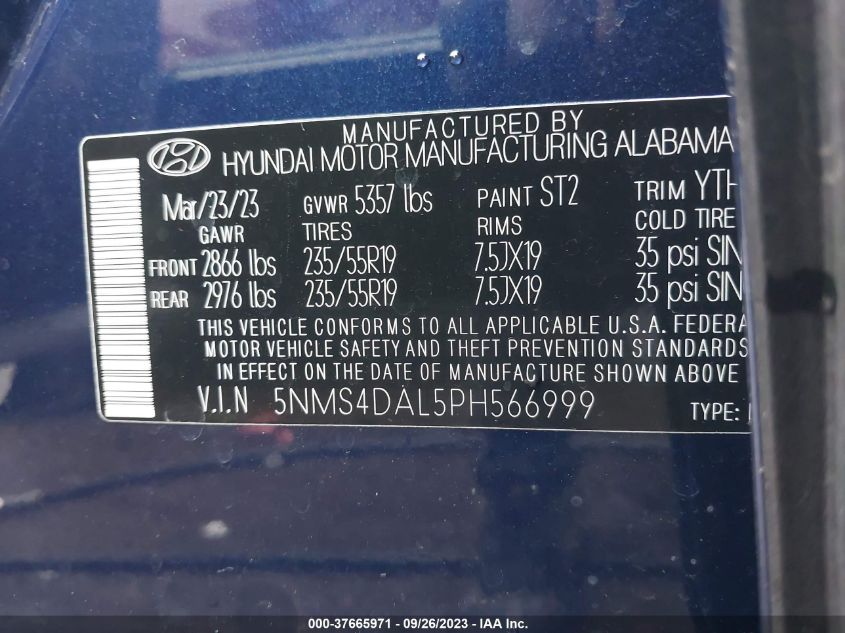 MANUFACTURED BY
HYUNDAI MOTOR MANUFACTURING ALABAMA
Mar/23/23 GVWR 5357 lbs PAINT ST2 TRIM YTH
GAWR TIRES RIMS COLD TIRE
FRONT 2866 lbs 235/55R19 7.5JX19 35 psi SIN
REAR 2976 lbs 235/55R19 7.5JX19 35 psi SIN
THIS VEHICLE CONFORMS TO ALL APPLICABLE U.S.A. FEDERA
MOTOR VEHICLE SAFETY AND THEFT PREVENTION STANDARDS
IN EFFECT ON THE DATE OF MANUFACTURE SHOWN ABOVE
V.I.N 5NMS4DAL5PH566999 TYPE:
000-37665971 - 09/26/2023 - © IAA Inc.